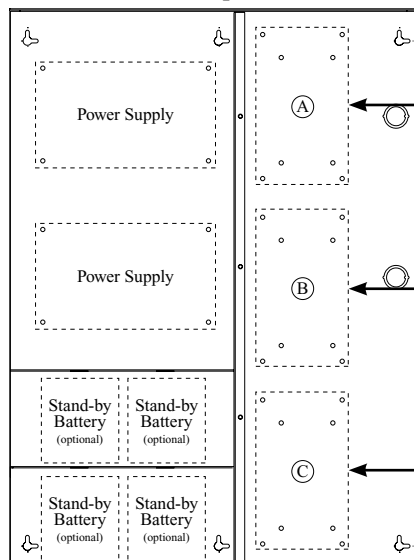 Power Supply
A
Power Supply
B
Stand-by
Battery
(optional)
Stand-by
Battery
(optional)
C
Stand-by
Battery
(optional)
Stand-by
Battery
(optional)